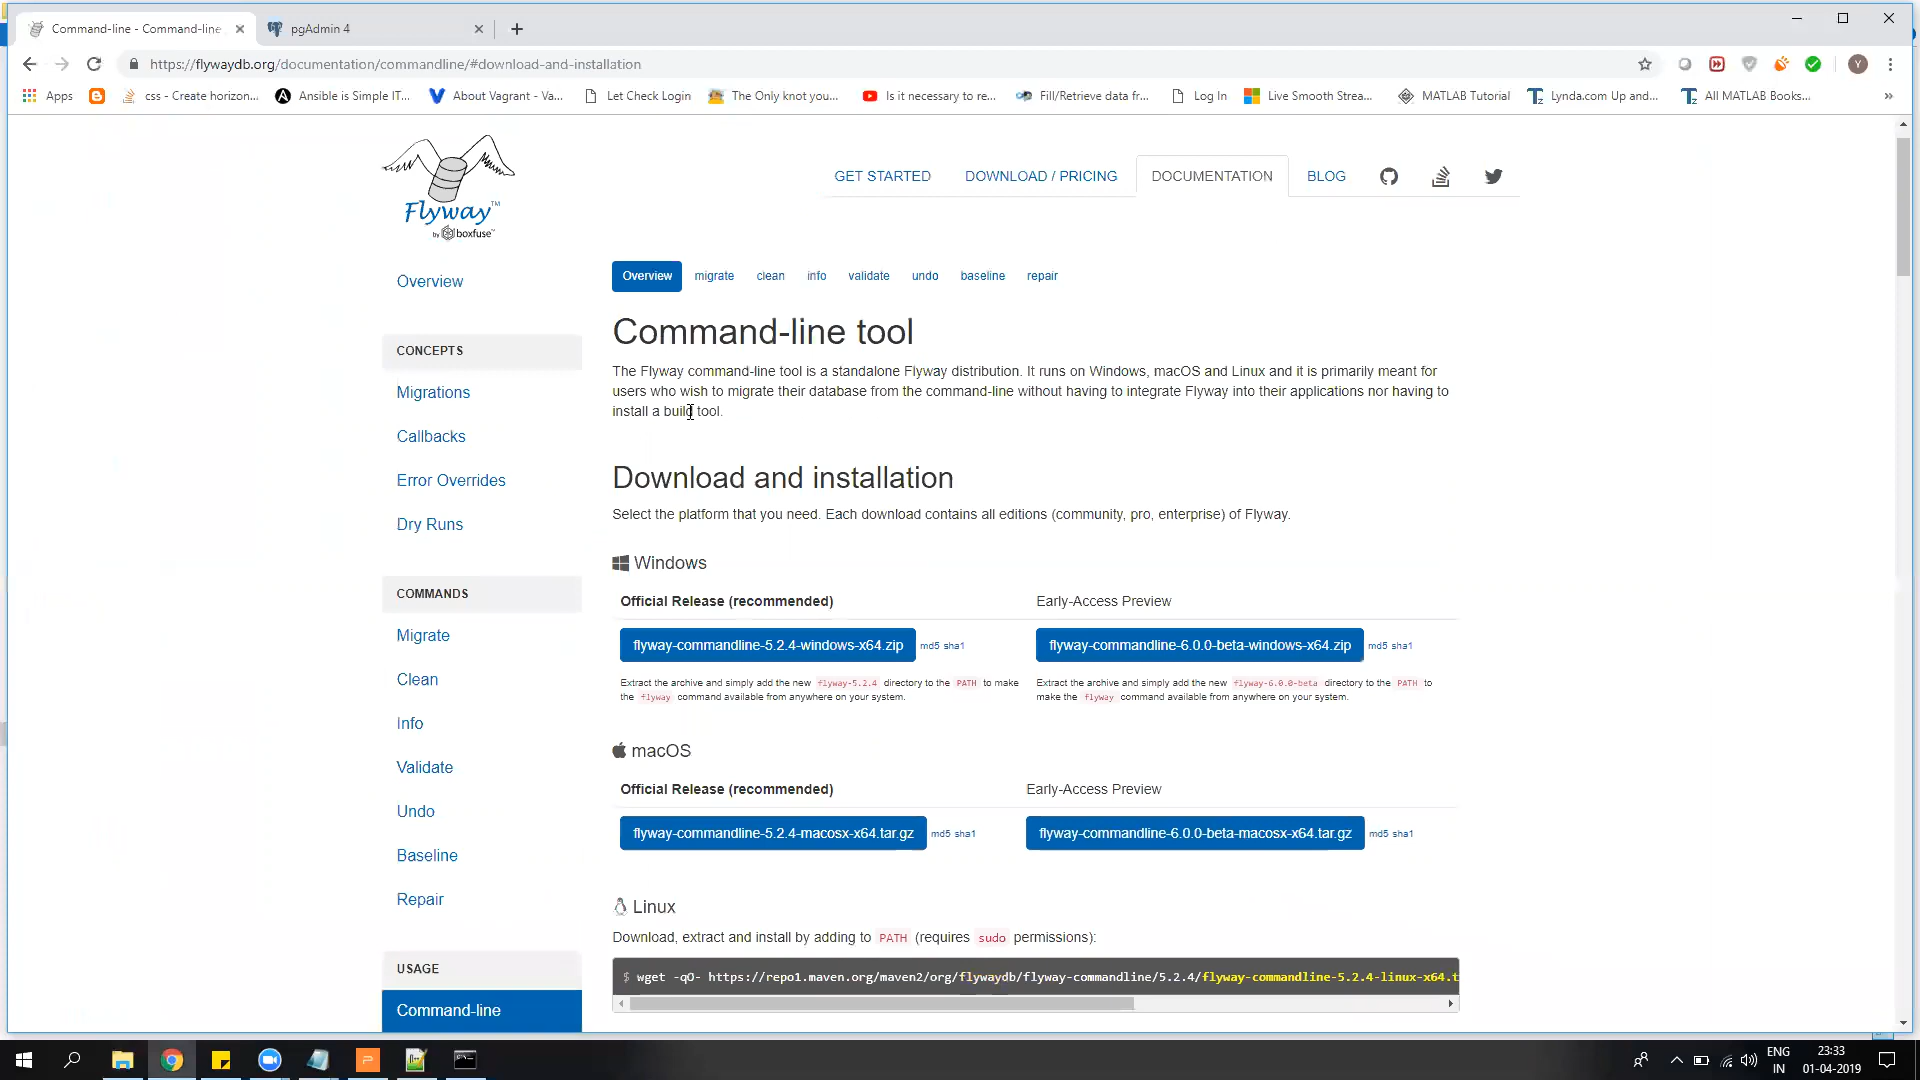 Command-line - Command-line
pgAdmin 4
https://flywaydb.org/documentation/commandline/#download-and-installation
Y
Apps
css - Create horizon...
Ansible is Simple IT...
About Vagrant - Va...
Let Check Login
The Only knot you...
Is it necessary to re...
Fill/Retrieve data fr...
Log In
Live Smooth Strea...
MATLAB Tutorial
Lynda.com Up and...
All MATLAB Books...
»
Flyway™
by boxfuse™
GET STARTED
DOWNLOAD / PRICING
DOCUMENTATION
BLOG
Overview
CONCEPTS
Migrations
Callbacks
Error Overrides
Dry Runs
COMMANDS
Migrate
Clean
Info
Validate
Undo
Baseline
Repair
USAGE
Command-line
Overview migrate clean info validate undo baseline repair
Command-line tool
The Flyway command-line tool is a standalone Flyway distribution. It runs on Windows, macOS and Linux and it is primarily meant for
users who wish to migrate their database from the command-line without having to integrate Flyway into their applications nor having to
install a build tool.
Download and installation
Select the platform that you need. Each download contains all editions (community, pro, enterprise) of Flyway.
Windows
Official Release (recommended)
flyway-commandline-5.2.4-windows-x64.zip md5 sha1
Extract the archive and simply add the new flyway-5.2.4 directory to the PATH to make
the flyway command available from anywhere on your system.
Early-Access Preview
flyway-commandline-6.0.0-beta-windows-x64.zip md5 sha1
Extract the archive and simply add the new flyway-6.0.0-beta directory to the PATH to
make the flyway command available from anywhere on your system.
macOS
Official Release (recommended)
flyway-commandline-5.2.4-macosx-x64.tar.gz md5 sha1
Early-Access Preview
flyway-commandline-6.0.0-beta-macosx-x64.tar.gz md5 sha1
Linux
Download, extract and install by adding to PATH (requires sudo permissions):
$ wget -qO- https://repo1.maven.org/maven2/org/flywaydb/flyway-commandline/5.2.4/flyway-commandline-5.2.4-linux-x64.t
ENG
IN
23:33
01-04-2019